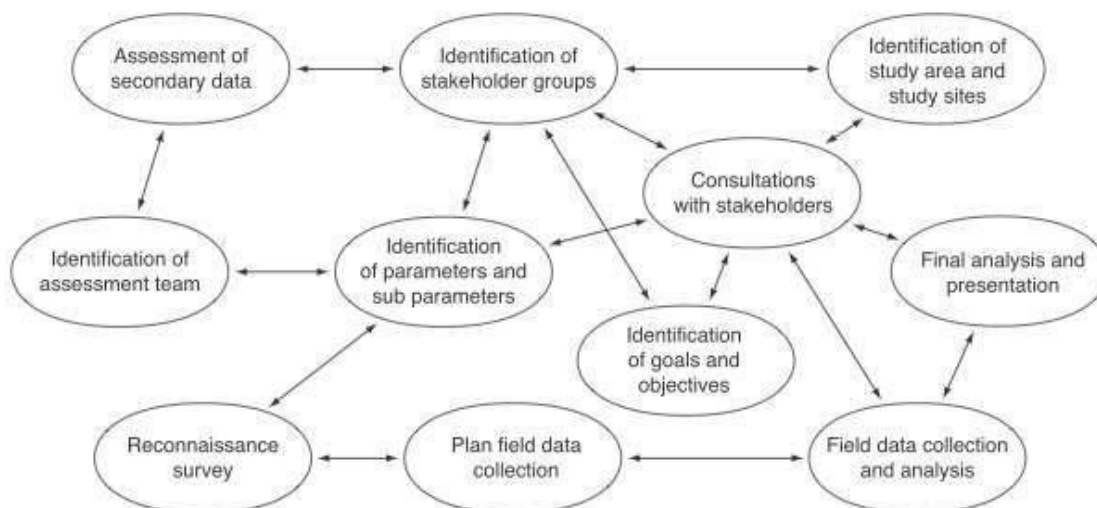 Assessment of
secondary data
Identification of
stakeholder groups
Identification of
study area and
study sites
Consultations
with stakeholders
Identification of
assessment team
Identification
of parameters and
sub parameters
Final analysis and
presentation
Identification
of goals and
objectives
Reconnaissance
survey
Plan field data
collection
Field data collection
and analysis